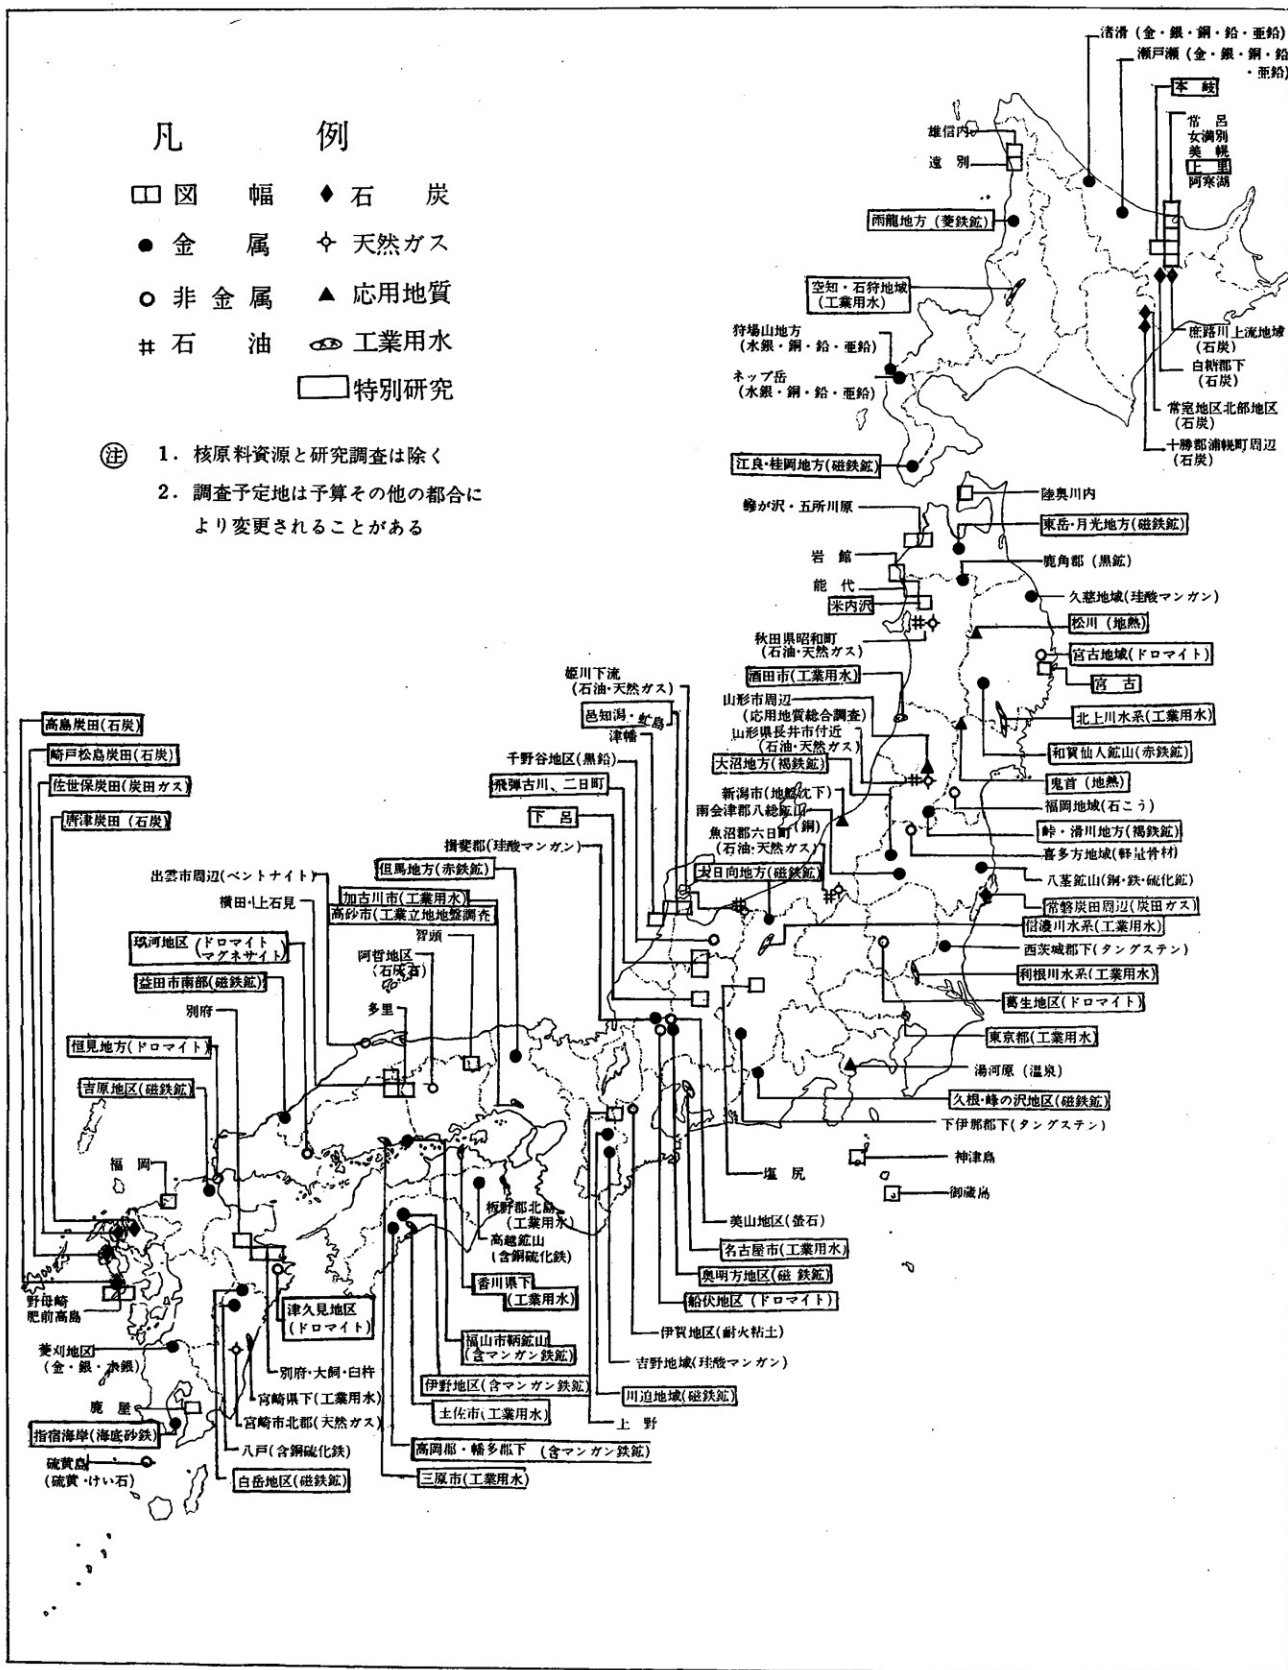 凡 例
図幅
石炭
金属
天然ガス
非金属
応用地質
石油
工業用水
特別研究
注
1. 核原料資源と研究調査は除く
2. 調査予定地は予算その他の都合に
より変更されることがある
渚滑 (金・銀・銅・鉛・亜鉛)
瀬戸瀬 (金・銀・銅・鉛
・亜鉛)
本岐
常呂
女満別
美幌
上里
阿寒湖
雄信内
遠別
雨龍地方 (菱鉄鉱)
空知・石狩地域
(工業用水)
狩場山地方
(水銀・銅・鉛・亜鉛)
ネップ岳
(水銀・銅・鉛・亜鉛)
庶路川上流地域
(石炭)
白糠郡下
(石炭)
常室地区北部地区
(石炭)
十勝郡浦幌町周辺
(石炭)
江良・桂岡地方(磁鉄鉱)
陸奥川内
鰺が沢・五所川原
東岳・月光地方(磁鉄鉱)
岩館
鹿角郡 (黒鉱)
能代
米内沢
久慈地域(珪酸マンガン)
秋田県昭和町
(石油・天然ガス)
松川 (地熱)
宮古地域(ドロマイト)
宮古
姫川下流
(石油・天然ガス)
酒田市(工業用水)
山形市周辺
(応用地質総合調査)
山形県長井市付近
(石油・天然ガス)
北上川水系(工業用水)
邑知潟・虻島
津幡
和賀仙人鉱山(赤鉄鉱)
千野谷地区(黒鉛)
大沼地方(褐鉄鉱)
鬼首 (地熱)
飛弾古川、二日町
新潟市(地盤沈下)
福岡地域(石こう)
南会津郡八総鉱山
(銅)
下呂
魚沼郡六日町
(石油・天然ガス)
峠・滑川地方(褐鉄鉱)
喜多方地域(軽量骨材)
揖斐郡(珪酸マンガン)
大日向地方(磁鉄鉱)
八茎鉱山(銅・鉄・硫化鉱)
常磐炭田周辺(炭田ガス)
信濃川水系(工業用水)
西茨城郡下(タングステン)
利根川水系(工業用水)
葛生地区(ドロマイト)
東京都(工業用水)
湯河原 (温泉)
久根・峰の沢地区(磁鉄鉱)
下伊那郡下(タングステン)
神津島
御蔵島
塩尻
高島炭田(石炭)
崎戸松島炭田(石炭)
佐世保炭田(炭田ガス)
唐津炭田(石炭)
出雲市周辺(ベントナイト)
横田・上石見
但馬地方(赤鉄鉱)
加古川市(工業用水)
高砂市(工業立地地盤調査
智頭
玖河地区 (ドロマイト
マグネサイト)
阿哲地区
(石灰石)
益田市南部(磁鉄鉱)
別府
多里
恒見地方(ドロマイト)
吉原地区(磁鉄鉱)
福岡
板野郡北島
(工業用水)
高越鉱山
(含銅硫化鉄)
香川県下
(工業用水)
福山市鞆鉱山
(含マンガン鉄鉱)
伊野地区(含マンガン鉄鉱)
土佐市(工業用水)
高岡郡・幡多郡下 (含マンガン鉄鉱)
三原市(工業用水)
美山地区(螢石)
名古屋市(工業用水)
奥明方地区(磁鉄鉱)
船伏地区 (ドロマイト)
伊賀地区(耐火粘土)
吉野地域(珪酸マンガン)
川迫地域(磁鉄鉱)
上野
野母崎
肥前高島
津久見地区
(ドロマイト)
菱刈地区
(金・銀・水銀)
別府・犬飼・臼杵
鹿屋
宮崎県下(工業用水)
指宿海岸(海底砂鉄)
宮崎市北郡(天然ガス)
硫黄島
(硫黄・けい石)
八戸(含銅硫化鉄)
白岳地区(磁鉄鉱)